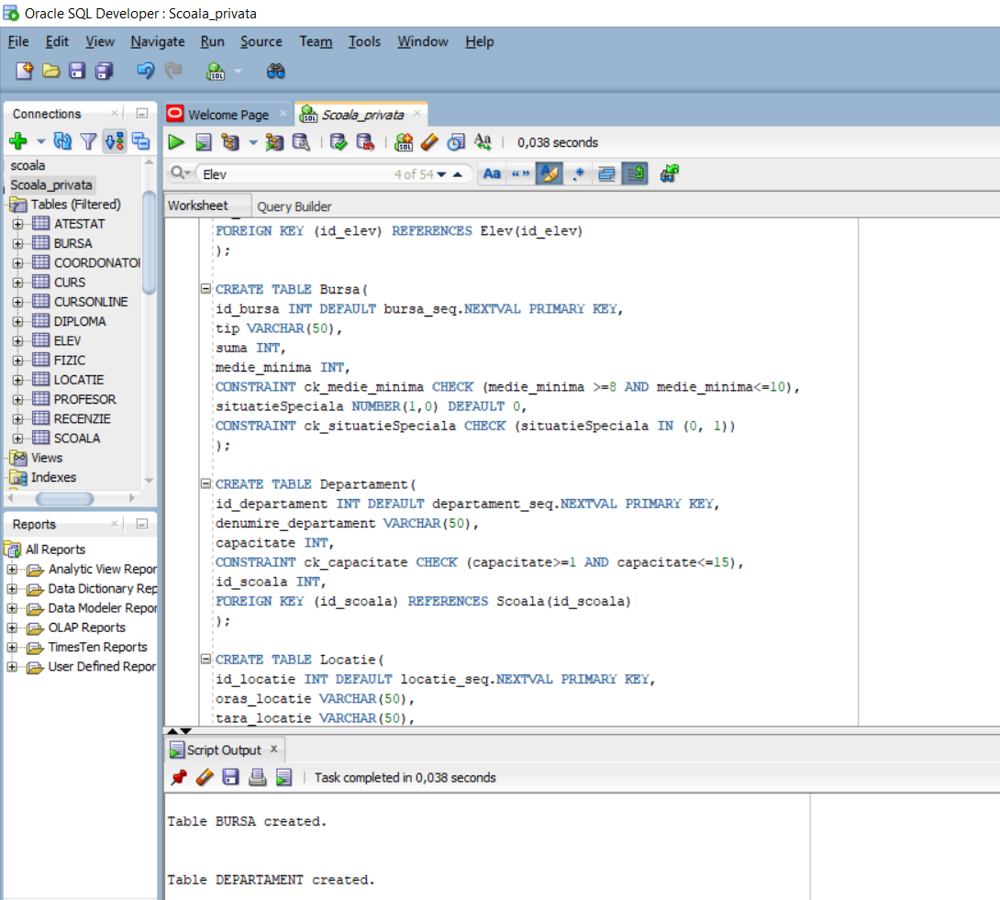 Oracle SQL Developer : Scoala_privata
File Edit View Navigate Run Source Team Tools Window Help
Connections
scoala
Scoala_privata
Tables (Filtered)
ATESTAT
BURSA
COORDONATO
CURS
CURSONLINE
DIPLOMA
ELEV
FIZIC
LOCATIE
PROFESOR
RECENZIE
SCOALA
Views
Indexes
Reports
All Reports
Analytic View Repor
Data Dictionary Rep
Data Modeler Repor
OLAP Reports
TimesTen Reports
User Defined Repor
Welcome Page
Scoala_privata
0,038 seconds
Elev 4 of 54 Aa “ ” .*
Worksheet Query Builder
FOREIGN KEY (id_elev) REFERENCES Elev(id_elev)
);
CREATE TABLE Bursa(
id_bursa INT DEFAULT bursa_seq.NEXTVAL PRIMARY KEY,
tip VARCHAR(50),
suma INT,
medie_minima INT,
CONSTRAINT ck_medie_minima CHECK (medie_minima >=8 AND medie_minima<=10),
situatieSpeciala NUMBER(1,0) DEFAULT 0,
CONSTRAINT ck_situatieSpeciala CHECK (situatieSpeciala IN (0, 1))
);
CREATE TABLE Departament(
id_departament INT DEFAULT departament_seq.NEXTVAL PRIMARY KEY,
denumire_departament VARCHAR(50),
capacitate INT,
CONSTRAINT ck_capacitate CHECK (capacitate>=1 AND capacitate<=15),
id_scoala INT,
FOREIGN KEY (id_scoala) REFERENCES Scoala(id_scoala)
);
CREATE TABLE Locatie(
id_locatie INT DEFAULT locatie_seq.NEXTVAL PRIMARY KEY,
oras_locatie VARCHAR(50),
tara_locatie VARCHAR(50),
Script Output
Task completed in 0,038 seconds
Table BURSA created.
Table DEPARTAMENT created.